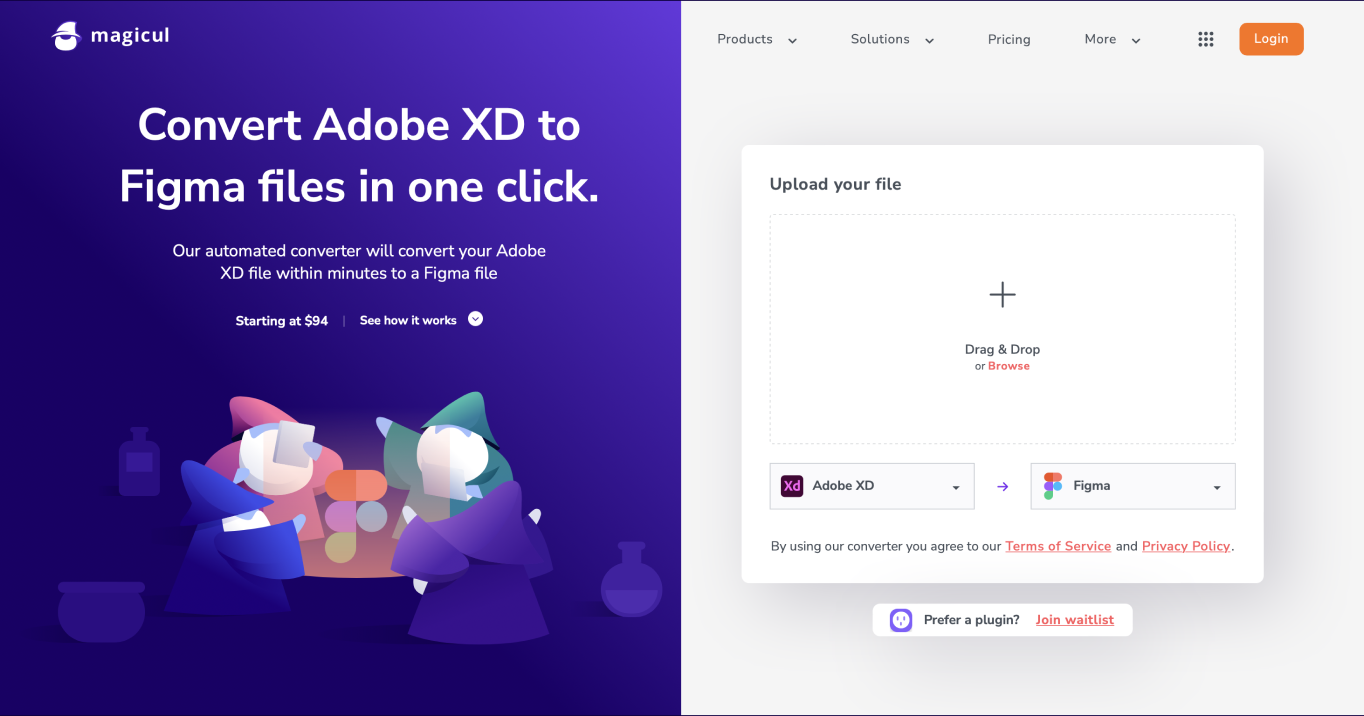 magicul
Products
Solutions
Pricing
More
Login
Convert Adobe XD to
Figma files in one click.
Our automated converter will convert your Adobe
XD file within minutes to a Figma file
Starting at $94 | See how it works
Upload your file
Drag & Drop
or Browse
Xd Adobe XD
Figma
By using our converter you agree to our Terms of Service and Privacy Policy.
Prefer a plugin? Join waitlist